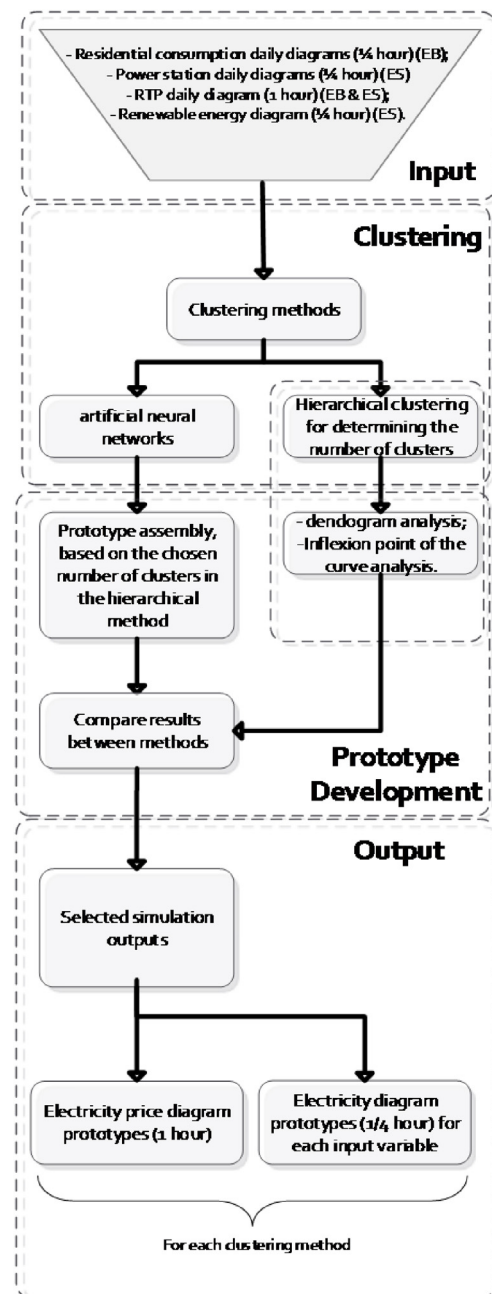 - Residential consumption daily diagrams (¼ hour) (EB);
- Power station daily diagrams (¼ hour) (ES)
- RTP daily diagram (1 hour) (EB & ES);
- Renewable energy diagram (¼ hour) (ES).
Input
Clustering
Clustering methods
artificial neural
networks
Hierarchical clustering
for determining the
number of clusters
Prototype assembly,
based on the chosen
number of clusters in
the hierarchical
method
- dendogram analysis;
-Inflexion point of the
curve analysis.
Compare results
between methods
Prototype
Development
Output
Selected simulation
outputs
Electricity price diagram
prototypes (1 hour)
Electricity diagram
prototypes (1/4 hour) for
each input variable
For each clustering method